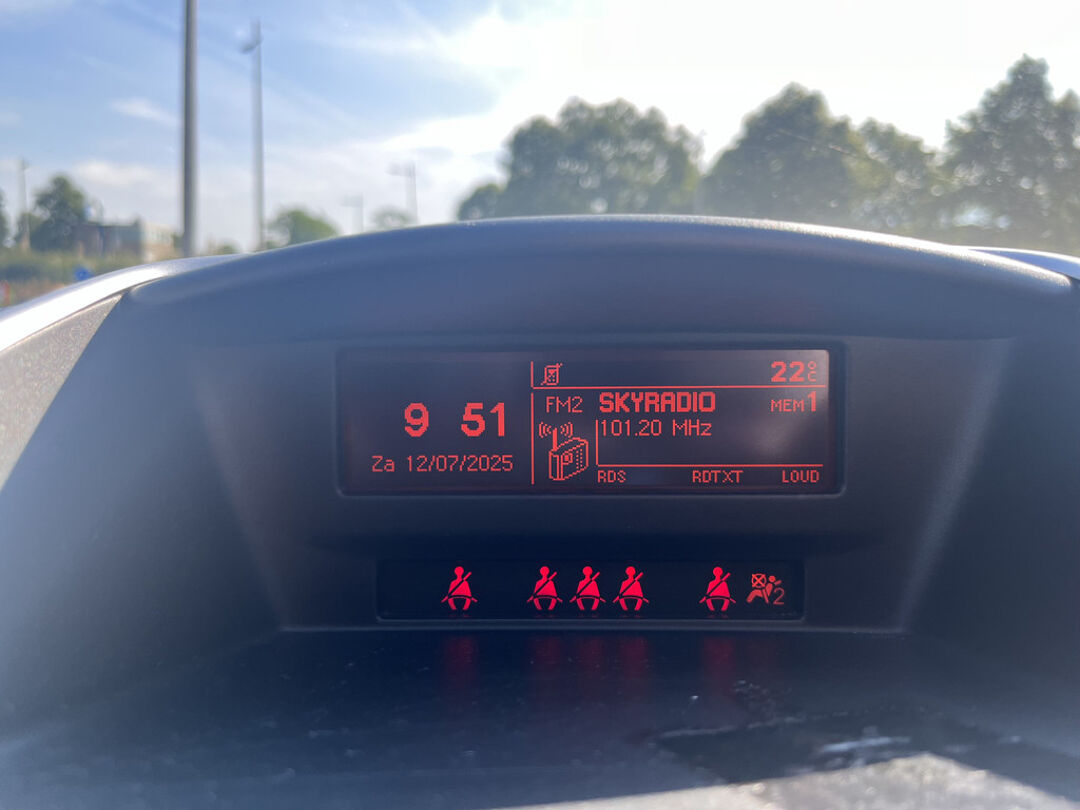 22°C
FM2 SKYRADIO MEM1
9 51
101.20 MHz
Za 12/07/2025
RDS RDTXT LOUD
2